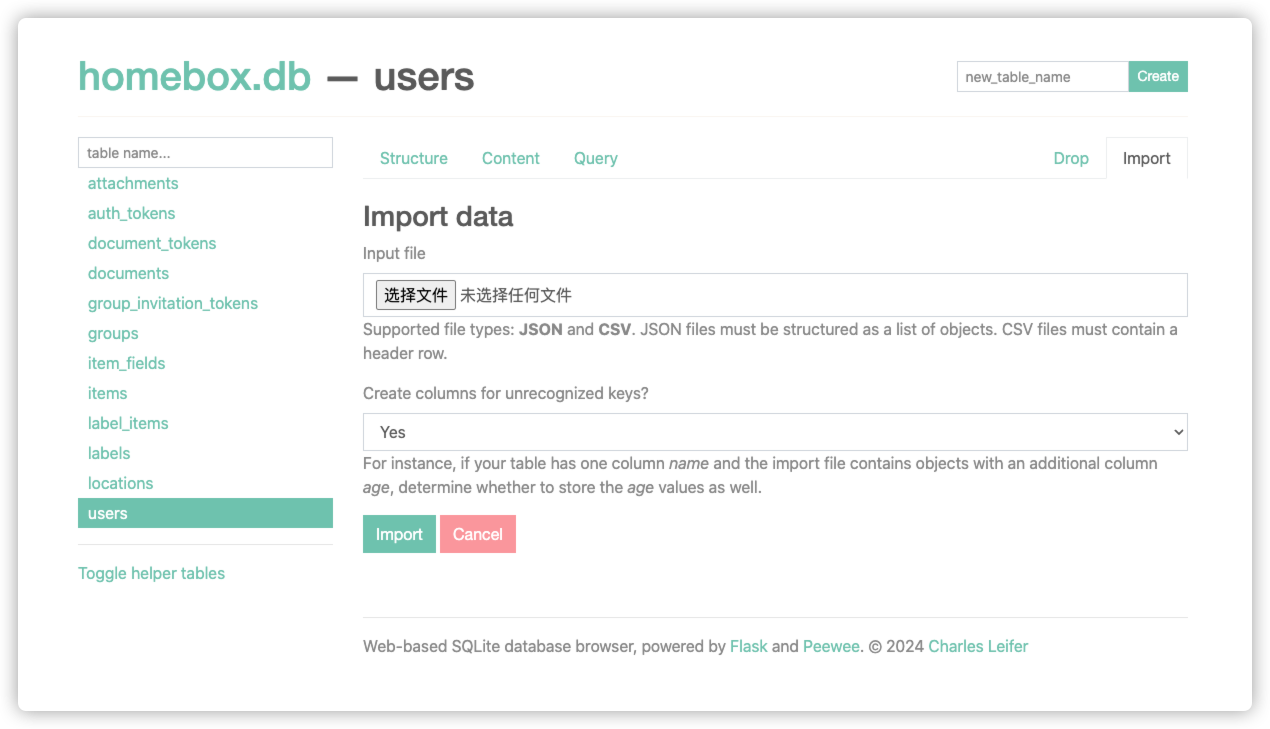 homebox.db — users
new_table_name Create
table name...
attachments
auth_tokens
document_tokens
documents
group_invitation_tokens
groups
item_fields
items
label_items
labels
locations
users
Toggle helper tables
Structure Content Query Drop Import
Import data
Input file
选择文件 未选择任何文件
Supported file types: JSON and CSV. JSON files must be structured as a list of objects. CSV files must contain a
header row.
Create columns for unrecognized keys?
Yes
For instance, if your table has one column name and the import file contains objects with an additional column
age, determine whether to store the age values as well.
Import Cancel
Web-based SQLite database browser, powered by Flask and Peewee. © 2024 Charles Leifer